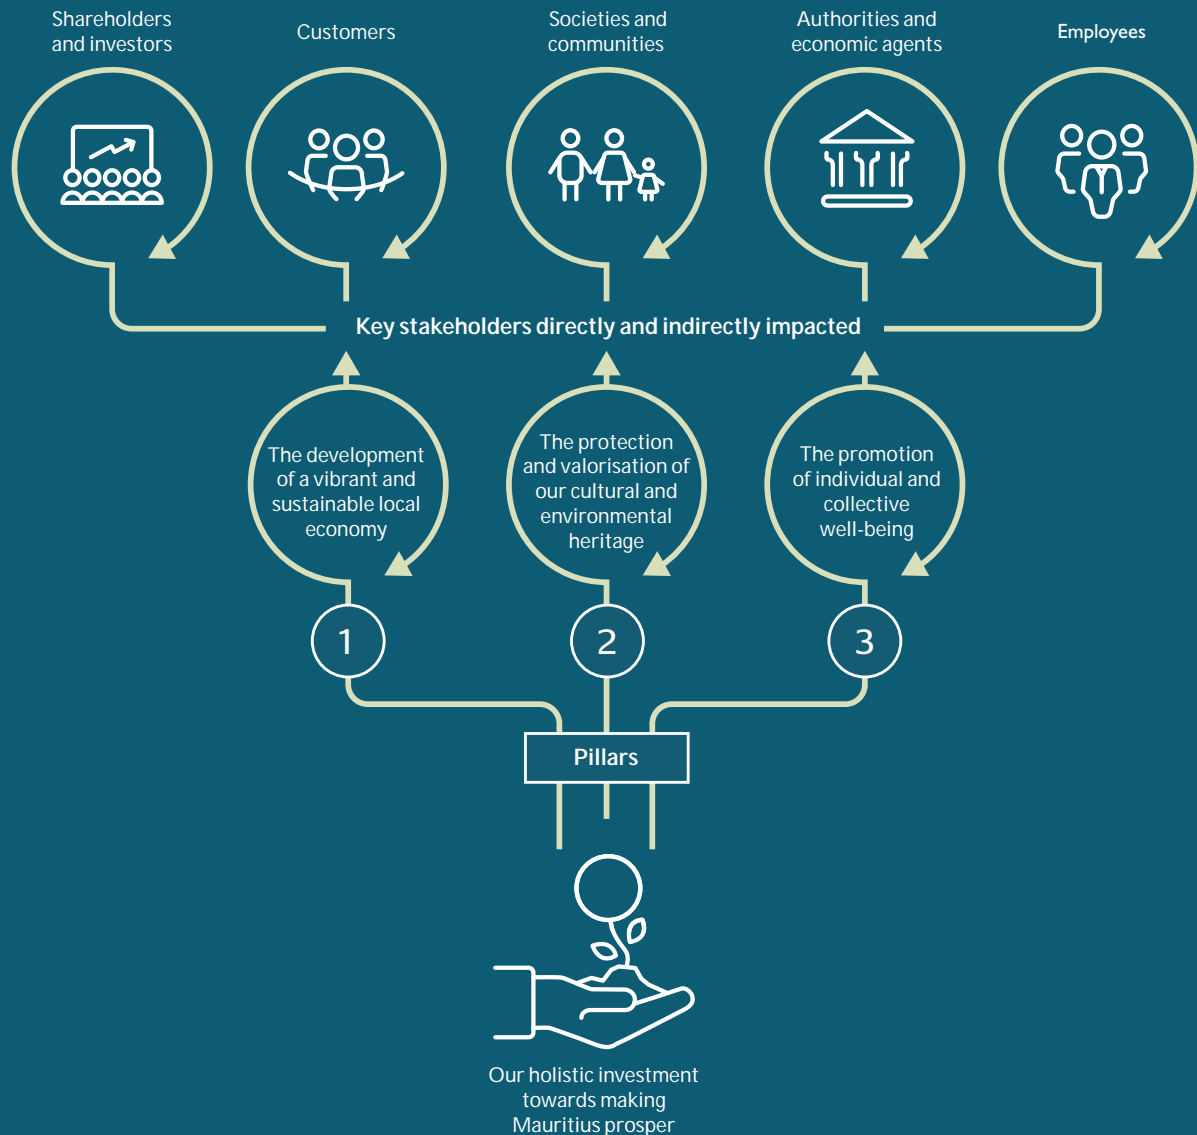 Shareholders
and investors
Customers
Societies and
communities
Authorities and
economic agents
Employees
Key stakeholders directly and indirectly impacted
The development
of a vibrant and
sustainable local
economy
The protection
and valorisation of
our cultural and
environmental
heritage
The promotion
of individual and
collective
well-being
1
2
3
Pillars
Our holistic investment
towards making
Mauritius prosper